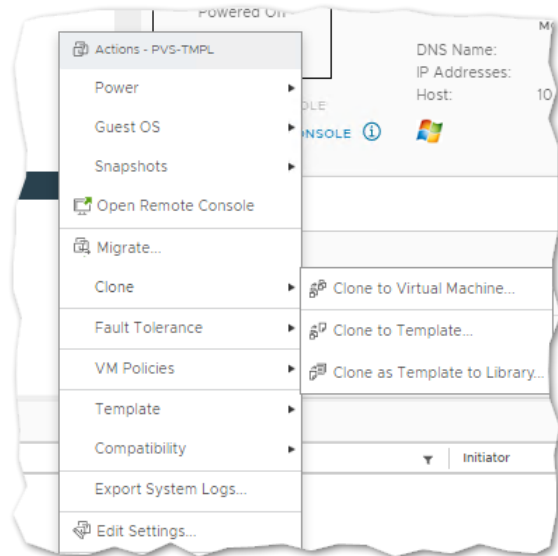 Powered Off
Actions - PVS-TMPL
DNS Name:
IP Addresses:
Host: 10
Power
Guest OS
NSOLE
Snapshots
Open Remote Console
Migrate...
Clone
Clone to Virtual Machine...
Fault Tolerance
Clone to Template...
VM Policies
Clone as Template to Library...
Template
Compatibility
Initiator
Export System Logs...
Edit Settings...